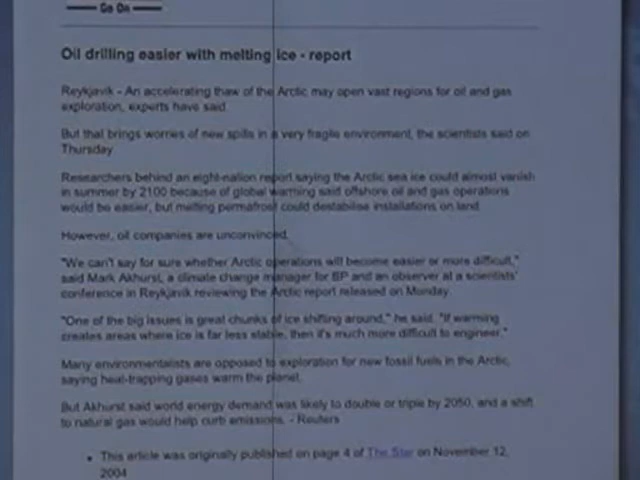 Go On
Oil drilling easier with melting ice - report
Reykjavik - An accelerating thaw of the Arctic may open vast regions for oil and gas
exploration, experts have said.
But that brings worries of new spills in a very fragile environment, the scientists said on
Thursday
Researchers behind an eight-nation report saying the Arctic sea ice could almost vanish
in summer by 2100 because of global warming said offshore oil and gas operations
would be easier, but melting permafrost could destabilise installations on land.
However, oil companies are unconvinced.
"We can't say for sure whether Arctic operations will become easier or more difficult,"
said Mark Akhurst, a climate change manager for BP and an observer at a scientists'
conference in Reykjavik reviewing the Arctic report released on Monday.
"One of the big issues is great chunks of ice shifting around," he said. "If warming
creates areas where ice is far less stable, then it's much more difficult to engineer."
Many environmentalists are opposed to exploration for new fossil fuels in the Arctic,
saying heat-trapping gases warm the planet.
But Akhurst said world energy demand was likely to double or triple by 2050, and a shift
to natural gas would help curb emissions. - Reuters
• This article was originally published on page 4 of The Star on November 12,
2004